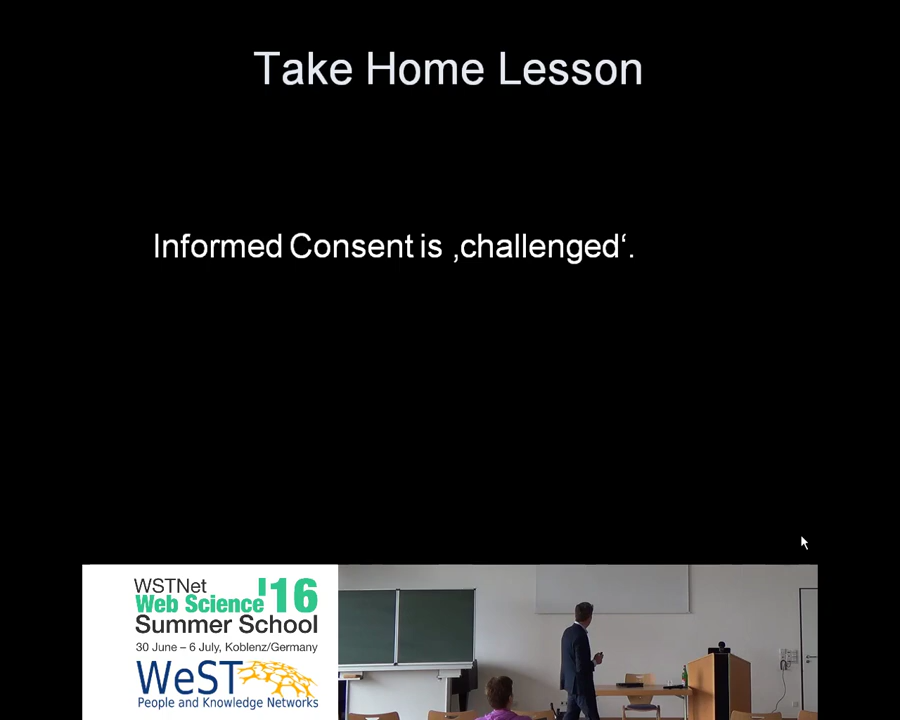 Take Home Lesson
Informed Consent is ‚challenged‘.
WSTNet
Web Science '16
Summer School
30 June – 6 July, Koblenz/Germany
WeST
People and Knowledge Networks